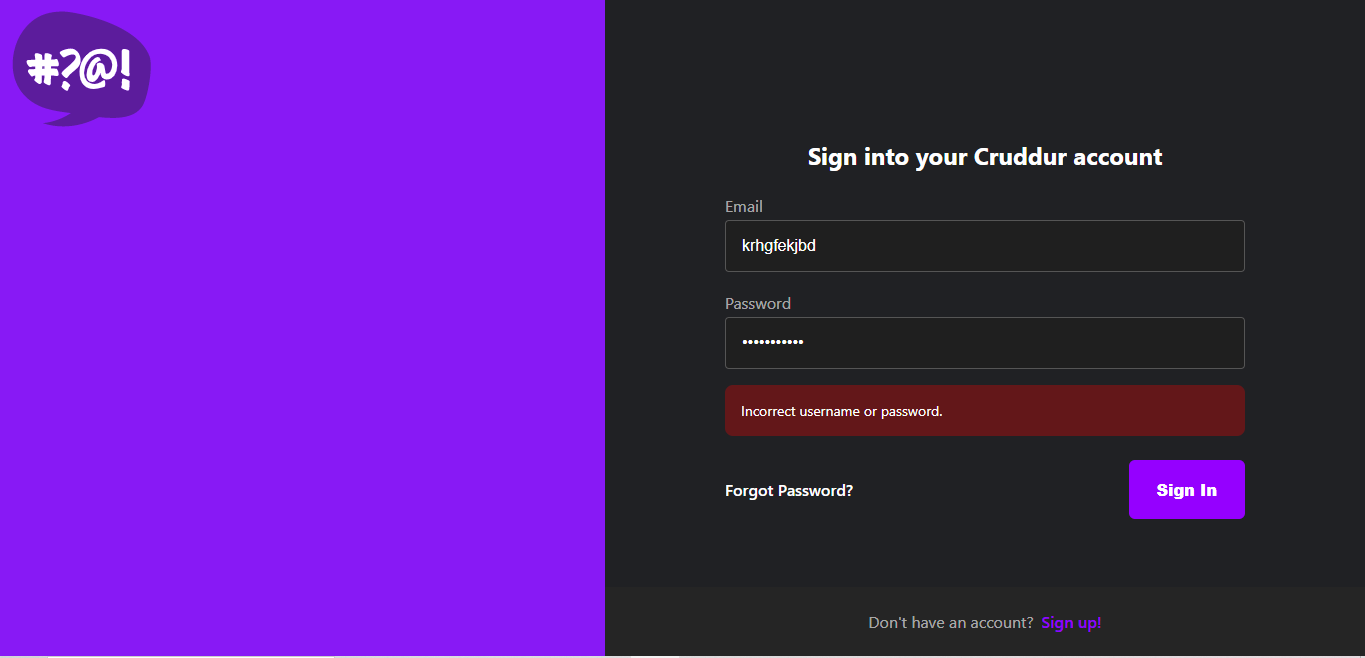 #?@!
Sign into your Cruddur account
Email
krhgfekjbd
Password
•••••••••••
Incorrect username or password.
Forgot Password?
Sign In
Don't have an account? Sign up!